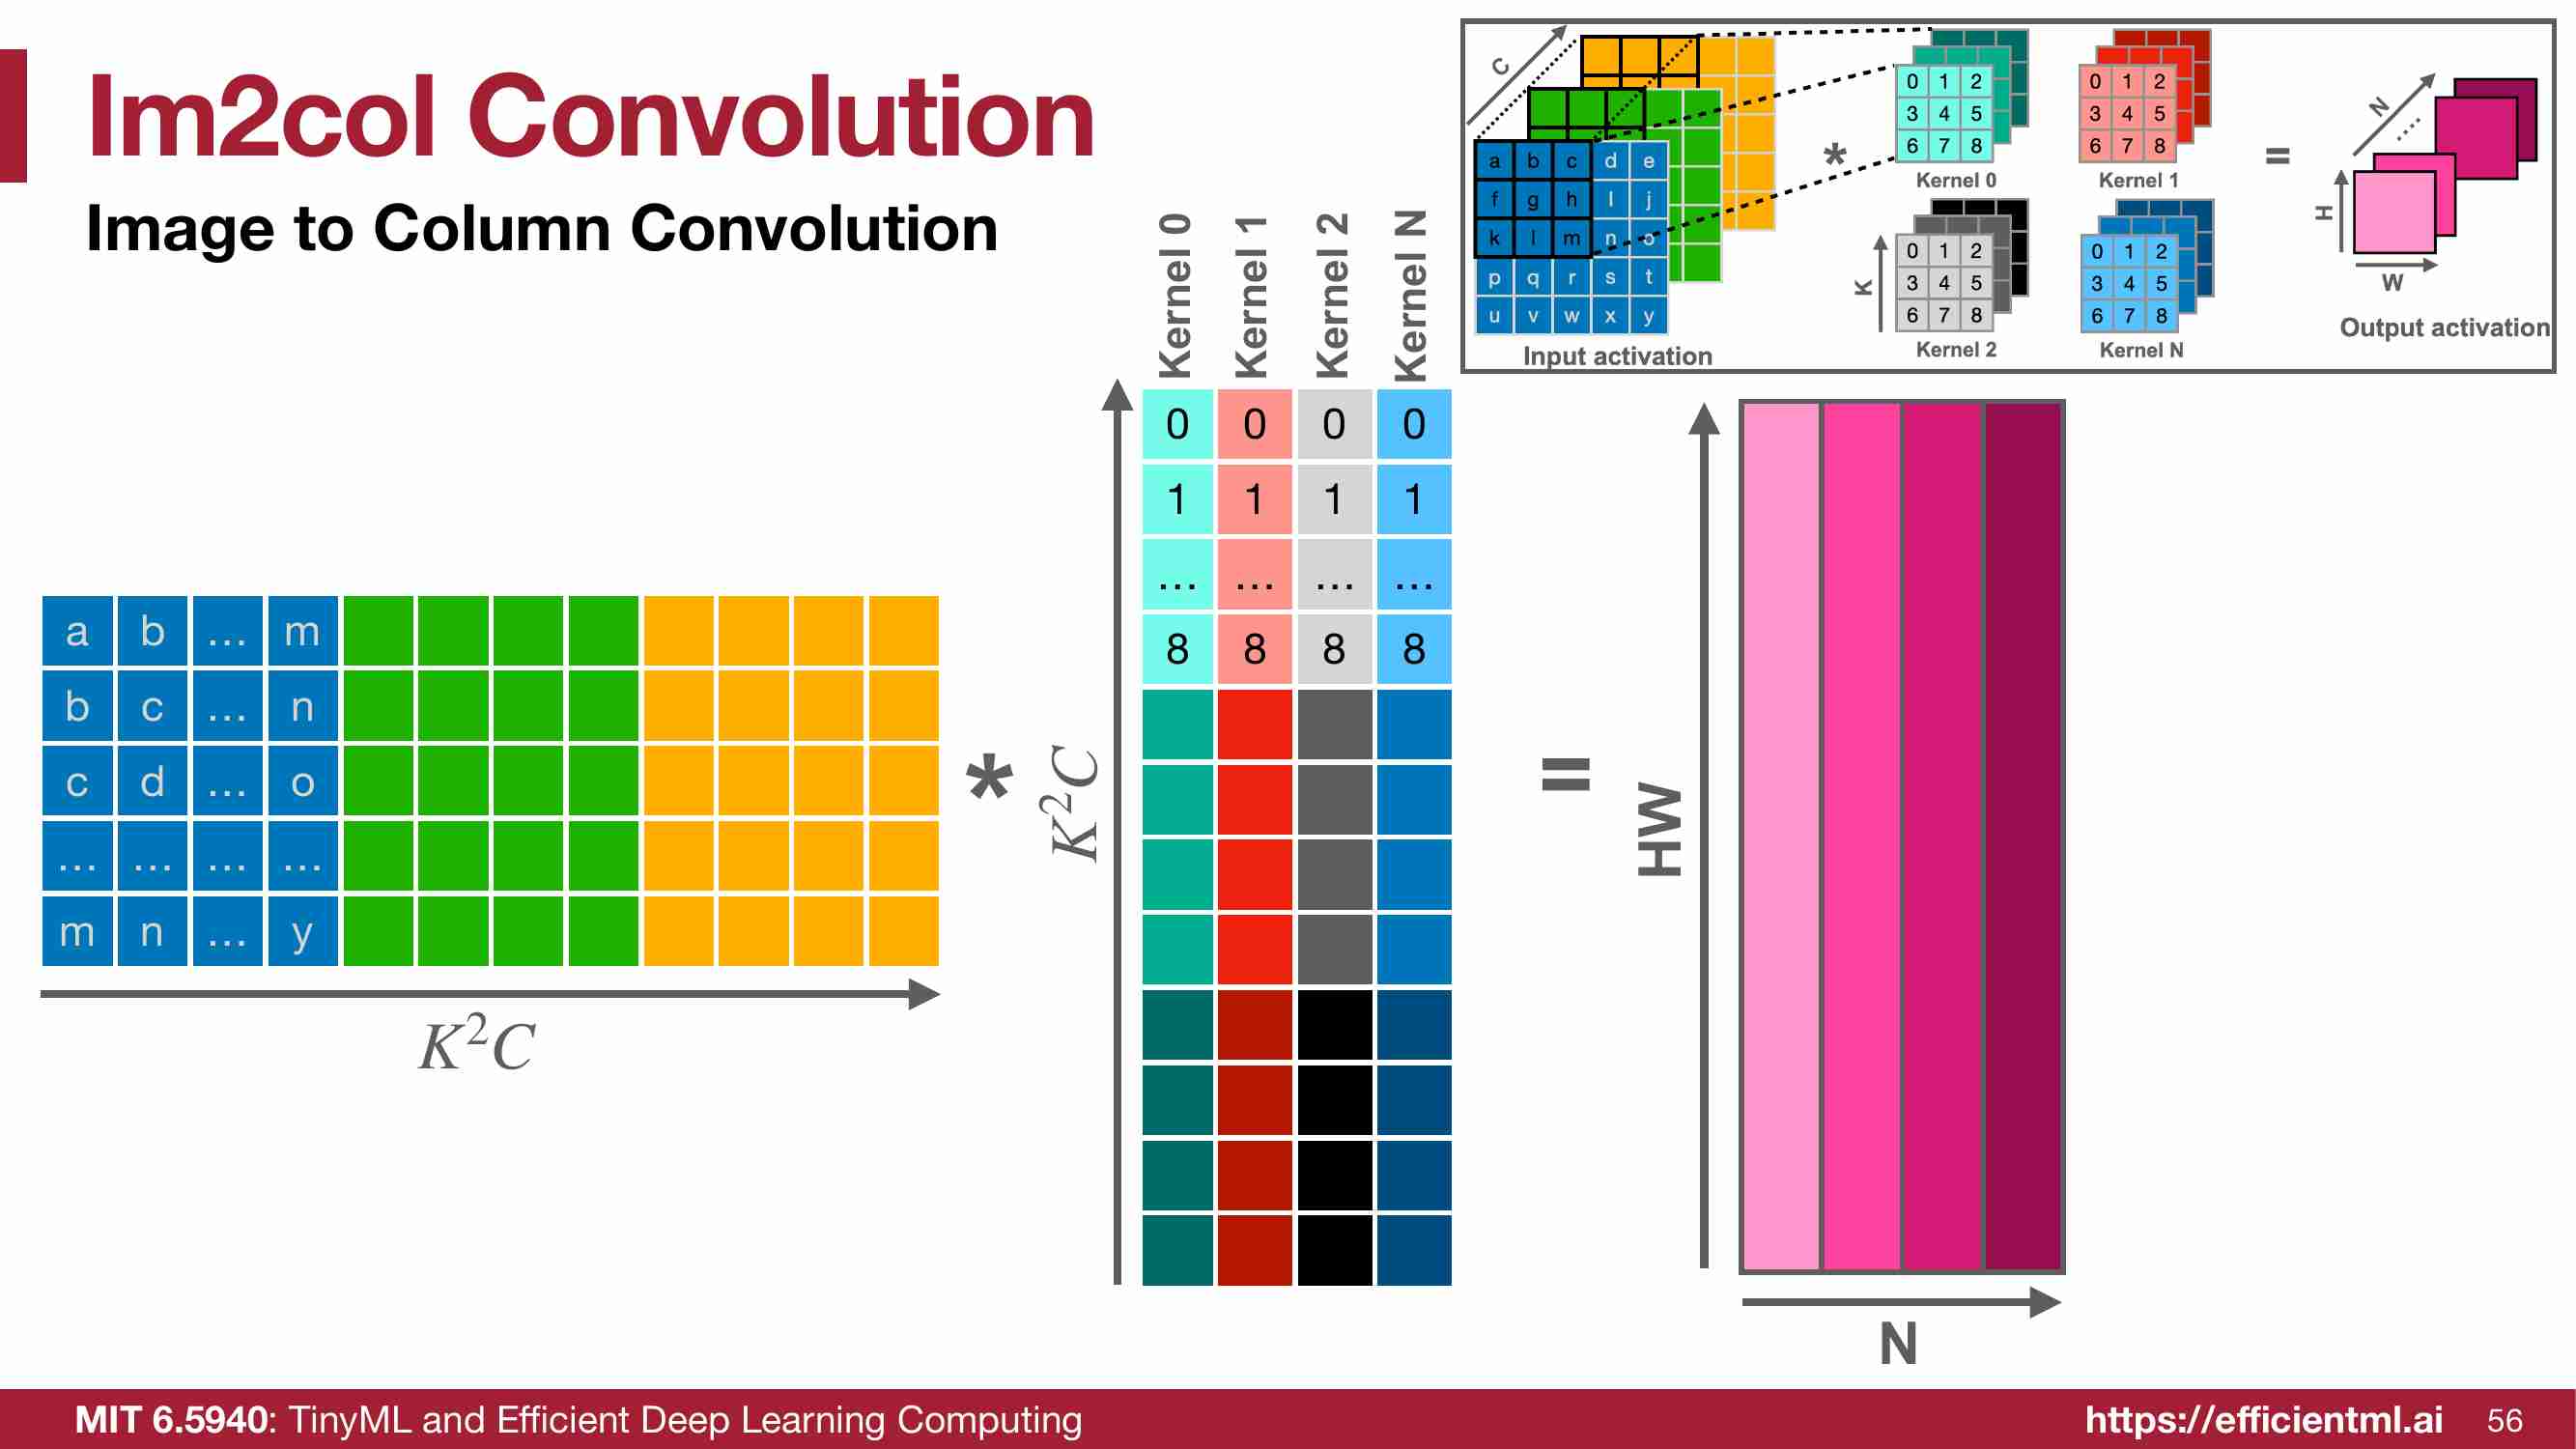 Im2col Convolution
Image to Column Convolution
C
a b c d e
f g h I j
k l m n o
p q r s t
u v w x y
Input activation
*
0 1 2
3 4 5
6 7 8
Kernel 0
0 1 2
3 4 5
6 7 8
Kernel 1
K
0 1 2
3 4 5
6 7 8
Kernel 2
0 1 2
3 4 5
6 7 8
Kernel N
=
N
....
H
W
Output activation
a b ... m
b c ... n
c d ... o
... ... ... ...
m n ... y
K²C
*
K²C
Kernel 0 Kernel 1 Kernel 2 Kernel N
0 0 0 0
1 1 1 1
... ... ... ...
8 8 8 8
=
HW
N
MIT 6.5940: TinyML and Efficient Deep Learning Computing
https://efficientml.ai 56